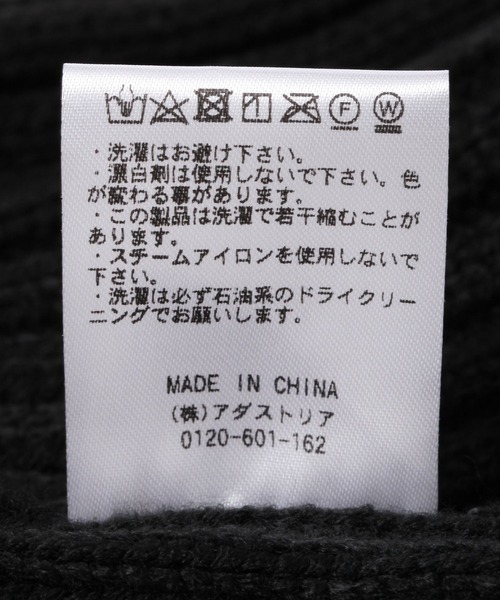 F W
・洗濯はお避け下さい。
・漂白剤は使用しないで下さい。色
が変わる事があります。
・この製品は洗濯で若干縮むことが
あります。
・スチームアイロンを使用しないで
下さい。
・洗濯は必ず石油系のドライクリー
ニングでお願いします。
MADE IN CHINA
(株)アダストリア
0120-601-162